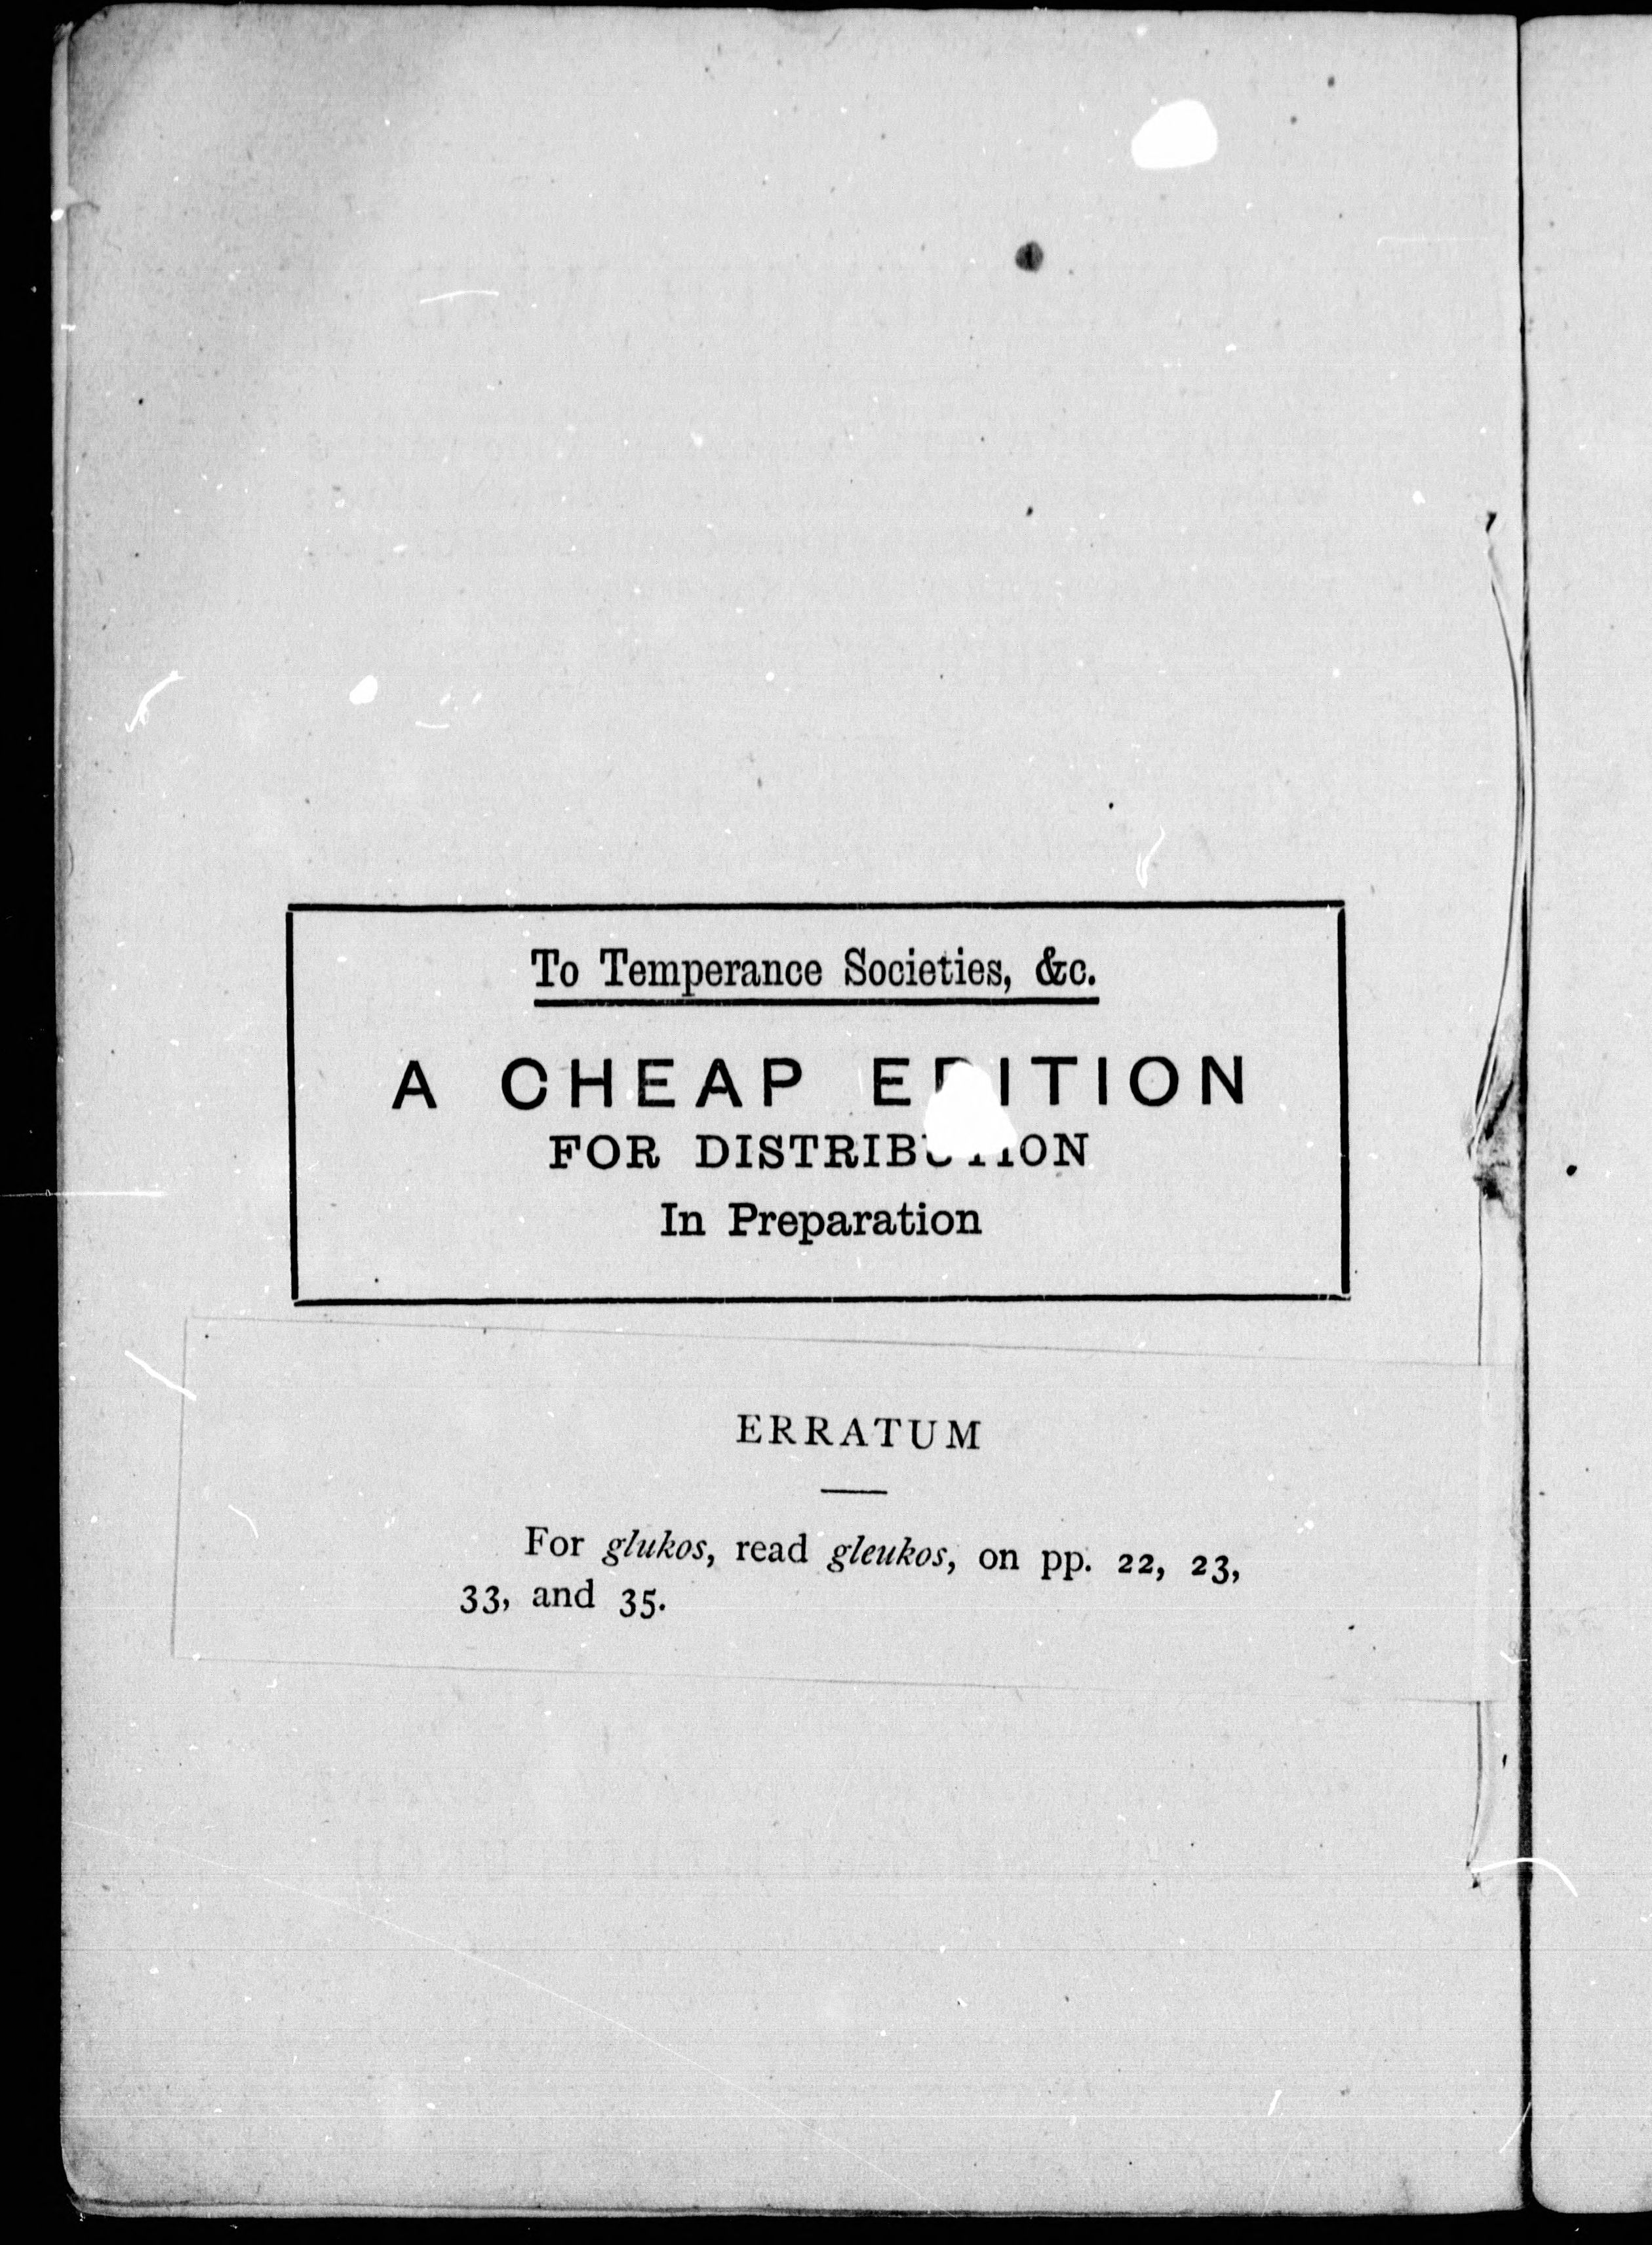 To Temperance Societies, &c.
A CHEAP EDITION
FOR DISTRIBUTION
In Preparation
ERRATUM
For glukos, read gleukos, on pp. 22, 23,
33, and 35.